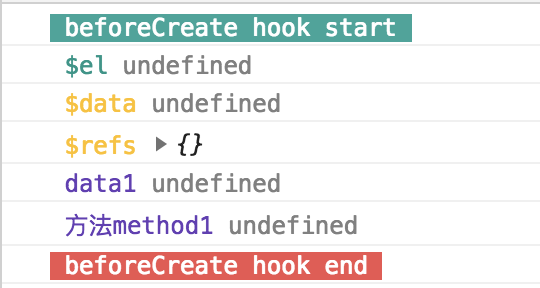 beforeCreate hook start
$el undefined
$data undefined
$refs ▶ {}
data1 undefined
方法method1 undefined
beforeCreate hook end